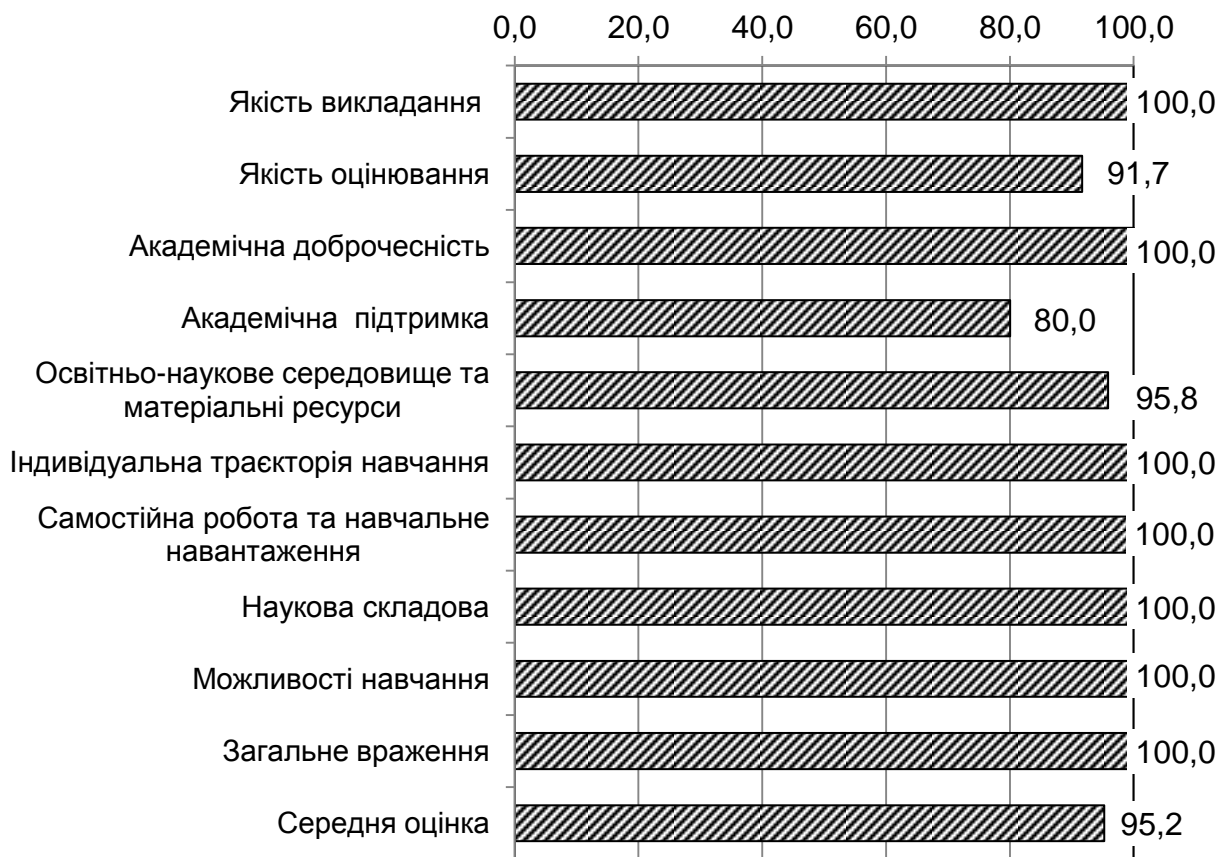 0,0 20,0 40,0 60,0 80,0 100,0
Якість викладання 100,0
Якість оцінювання 91,7
Академічна доброчесність 100,0
Академічна підтримка 80,0
Освітньо-наукове середовище та
матеріальні ресурси 95,8
Індивідуальна траєкторія навчання 100,0
Самостійна робота та навчальне
навантаження 100,0
Наукова складова 100,0
Можливості навчання 100,0
Загальне враження 100,0
Середня оцінка 95,2